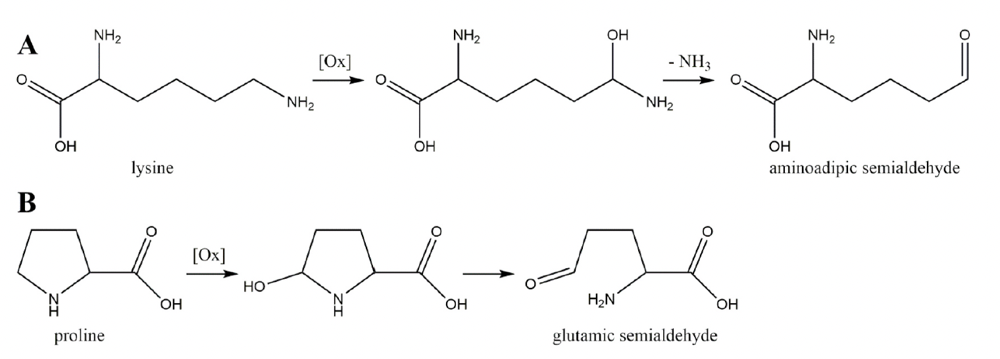 A
NH₂ NH₂ OH NH₂ O
[Ox] - NH₃
O O O
NH₂ NH₂
OH OH OH
lysine aminoadipic semialdehyde
B
O O O
[Ox]
HO O
N H OH N H OH H₂N OH
proline glutamic semialdehyde